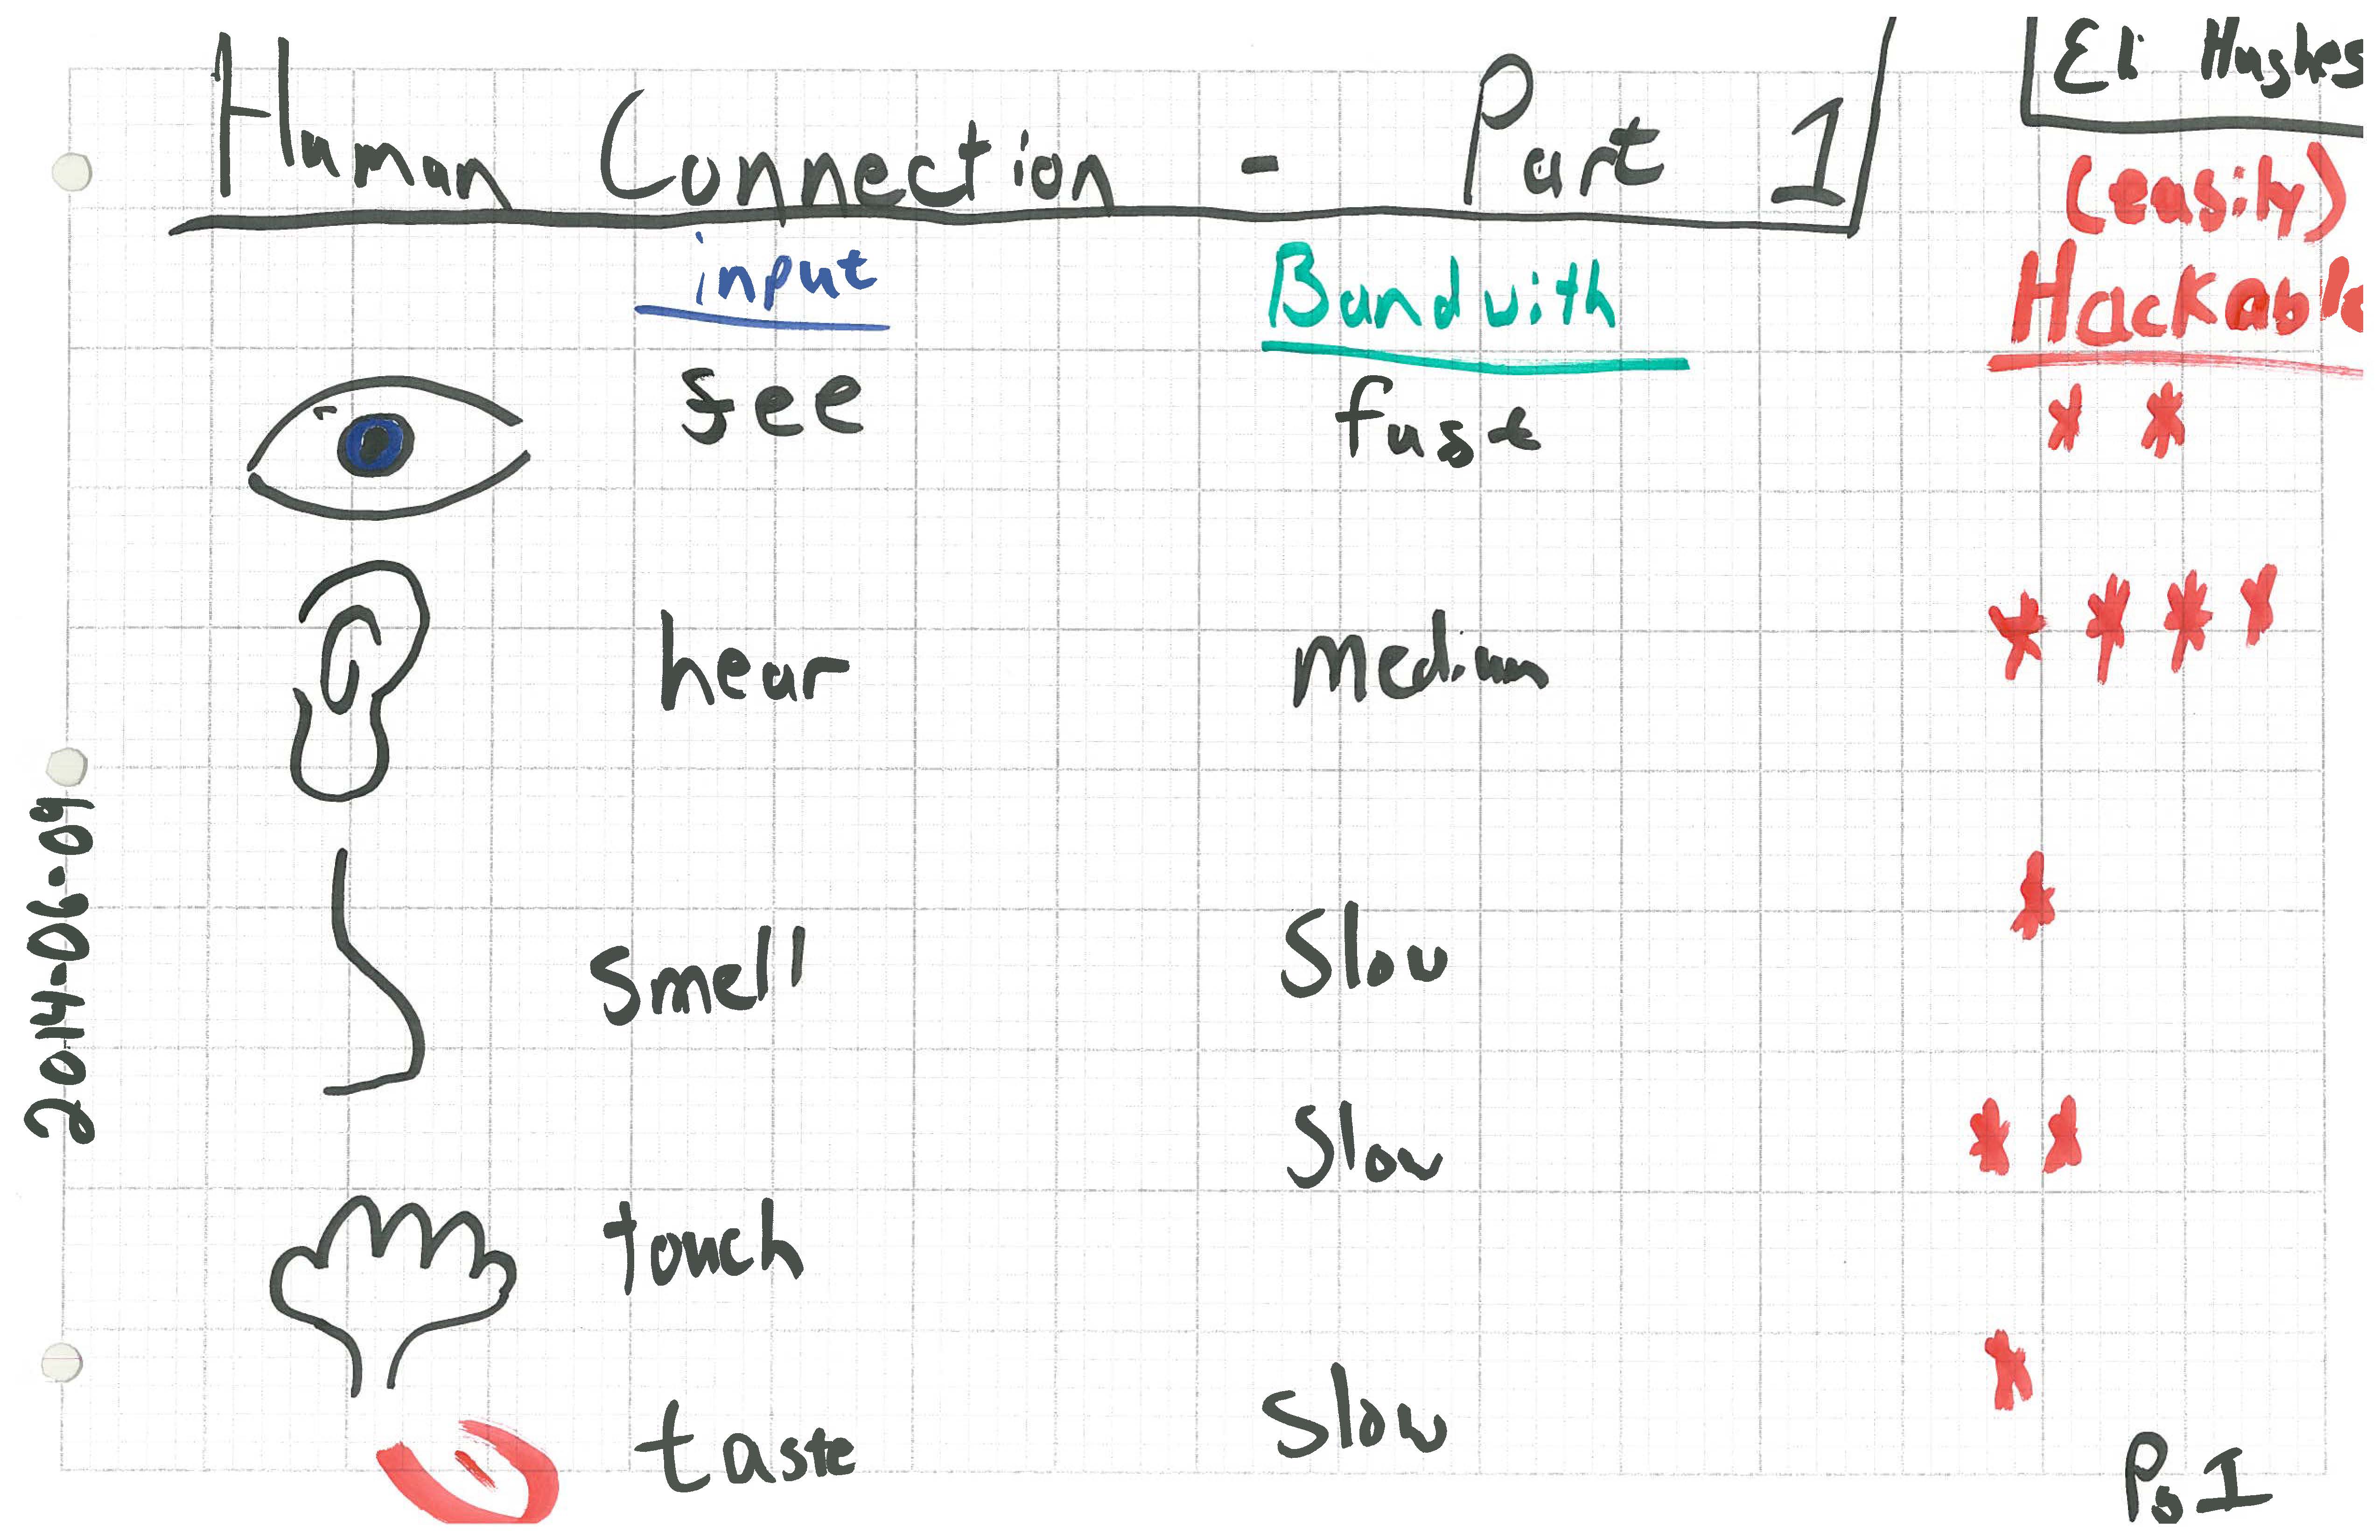 Eli Hughes
Human Connection - Part 1
(easily)
input Bandwith Hackable
see fast * *
hear medium * * * *
smell slow *
touch slow * *
taste slow *
2014-06-09
Pg 1